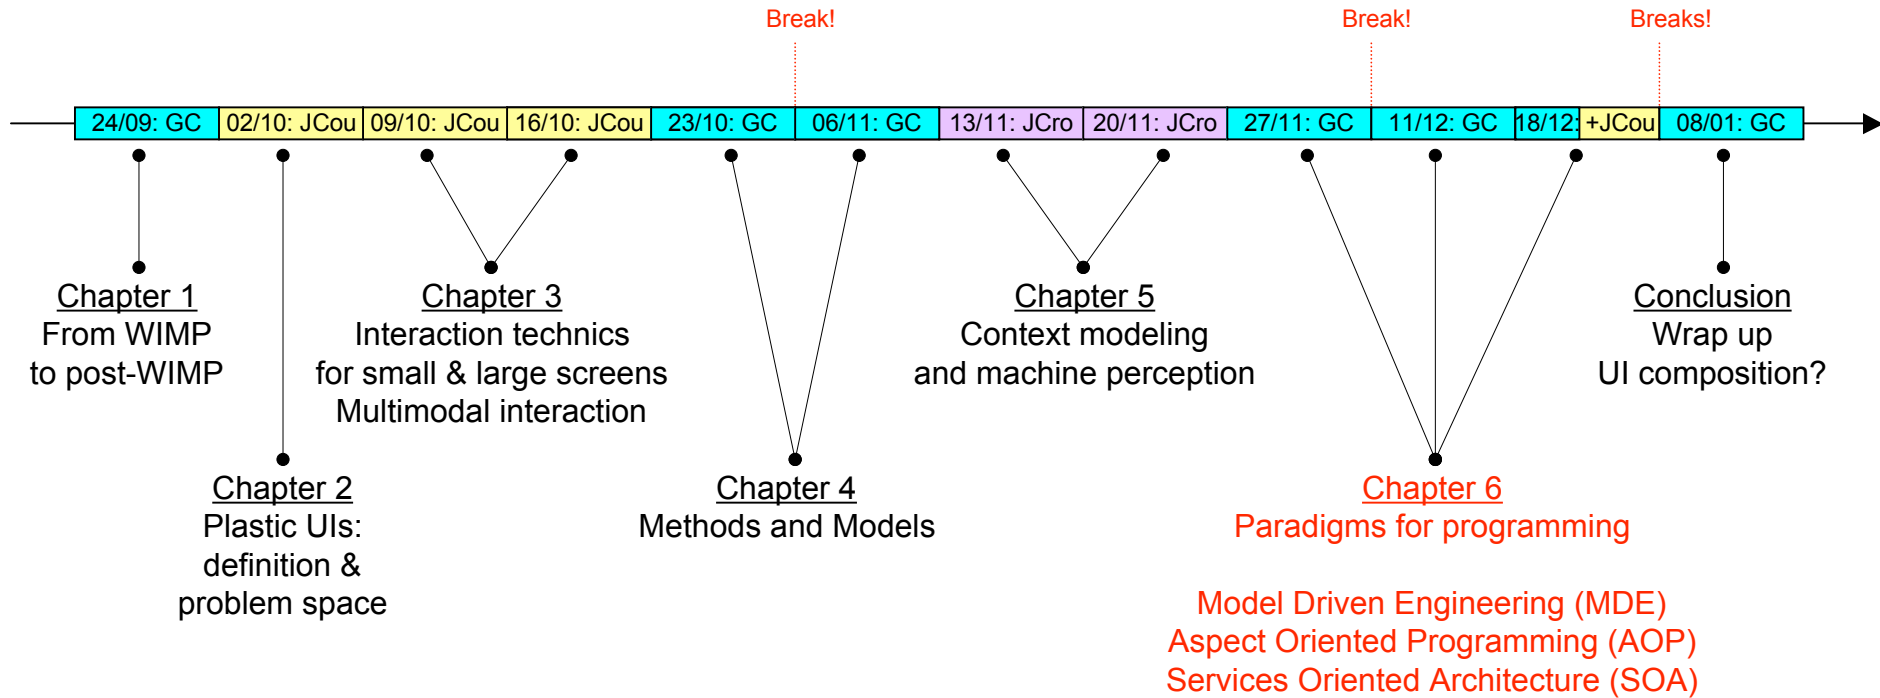 Break!
Break!
Breaks!
24/09: GC
02/10: JCou
09/10: JCou
16/10: JCou
23/10: GC
06/11: GC
13/11: JCro
20/11: JCro
27/11: GC
11/12: GC
18/12:
+JCou
08/01: GC
Chapter 1
From WIMP
to post-WIMP
Chapter 3
Interaction technics
for small & large screens
Multimodal interaction
Chapter 5
Context modeling
and machine perception
Conclusion
Wrap up
UI composition?
Chapter 2
Plastic UIs:
definition &
problem space
Chapter 4
Methods and Models
Chapter 6
Paradigms for programming
Model Driven Engineering (MDE)
Aspect Oriented Programming (AOP)
Services Oriented Architecture (SOA)